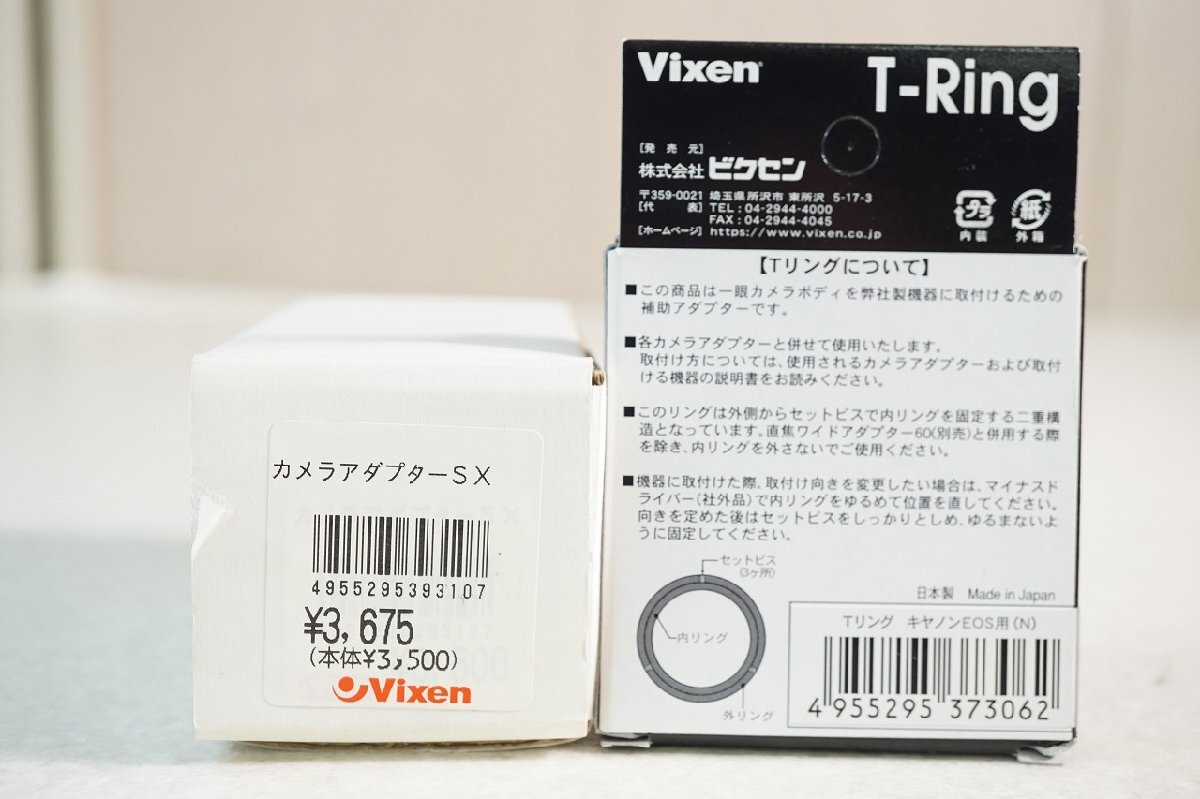 カメラアダプターSX
4955295393107
¥3,675
(本体¥3,500)
Vixen
Vixen
T-Ring
[発売元]
株式会社 ビクセン
〒359-0021 埼玉県所沢市 東所沢 5-17-3
[代表] TEL:04-2944-4000
FAX:04-2944-4045
[ホームページ] https://www.vixen.co.jp
プラ
内装
紙
外箱
【Tリングについて】
■この商品は一眼カメラボディを弊社製機器に取付けるための
補助アダプターです。
■各カメラアダプターと併せて使用いたします。
取付け方については、使用されるカメラアダプターおよび取付
ける機器の説明書をお読みください。
■このリングは外側からセットビスで内リングを固定する二重構
造となっています。直焦ワイドアダプター60(別売)と併用する際
を除き、内リングを外さないでご使用ください。
■機器に取付けた際、取付け向きを変更したい場合は、マイナスド
ライバー(社外品)で内リングをゆるめて位置を直してください。
向きを定めた後はセットビスをしっかりとしめ、ゆるまないよ
うに固定してください。
セットビス
(3ヶ所)
内リング
外リング
日本製 Made in Japan
Tリング キヤノンEOS用(N)
4 955295 373062